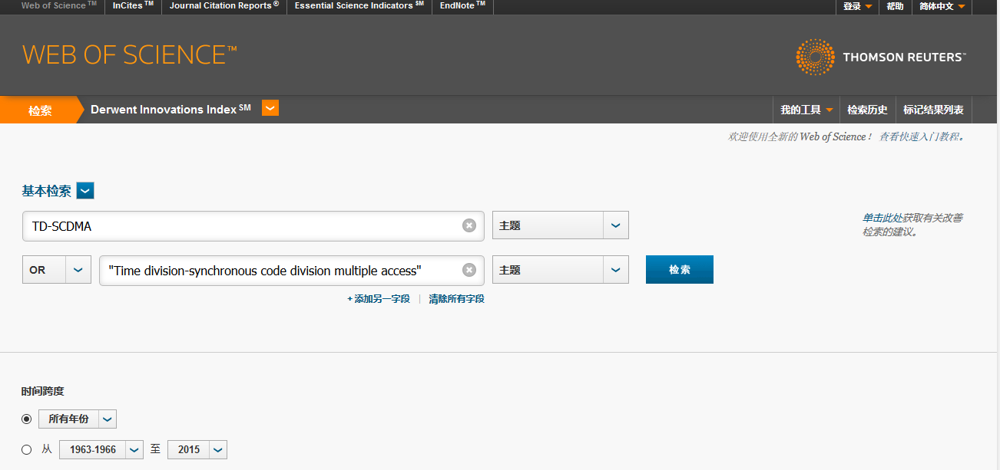 Web of Science™ InCites™ Journal Citation Reports® Essential Science Indicators℠ EndNote™ 登录 帮助 简体中文
WEB OF SCIENCE™
THOMSON REUTERS™
检索 Derwent Innovations Index℠ 我的工具 检索历史 标记结果列表
欢迎使用全新的 Web of Science！ 查看快速入门教程。
基本检索
TD-SCDMA 主题
单击此处获取有关改善
检索的建议。
OR "Time division-synchronous code division multiple access" 主题 检索
+ 添加另一字段 | 清除所有字段
时间跨度
所有年份
从 1963-1966 至 2015